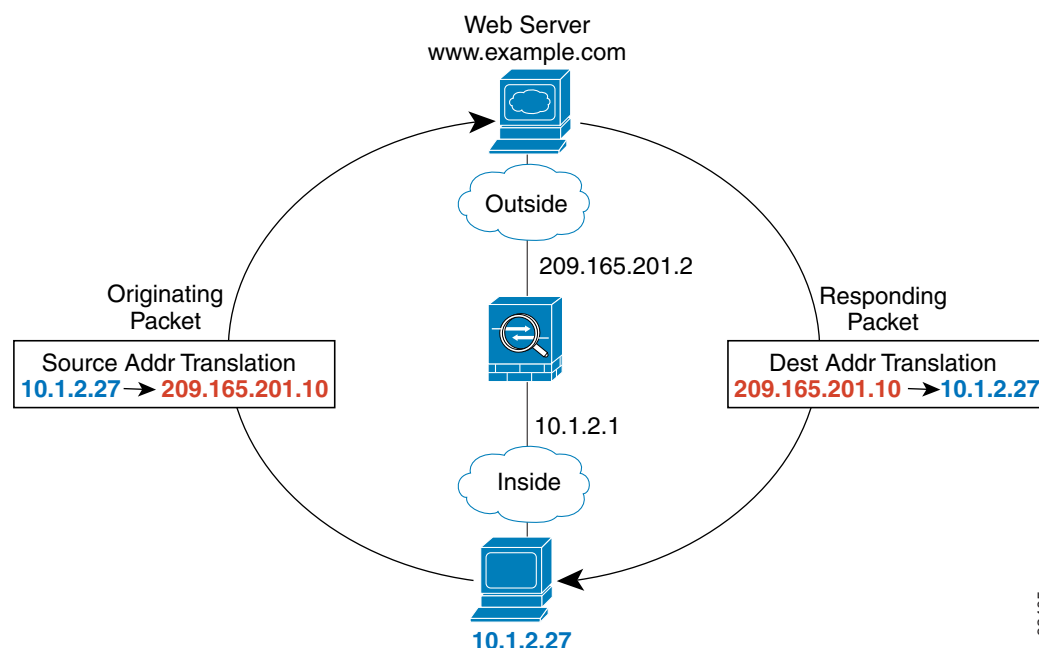 Web Server
www.example.com
Outside
209.165.201.2
Originating
Packet
Responding
Packet
Source Addr Translation
10.1.2.27 209.165.201.10
Dest Addr Translation
209.165.201.10 10.1.2.27
10.1.2.1
Inside
10.1.2.27